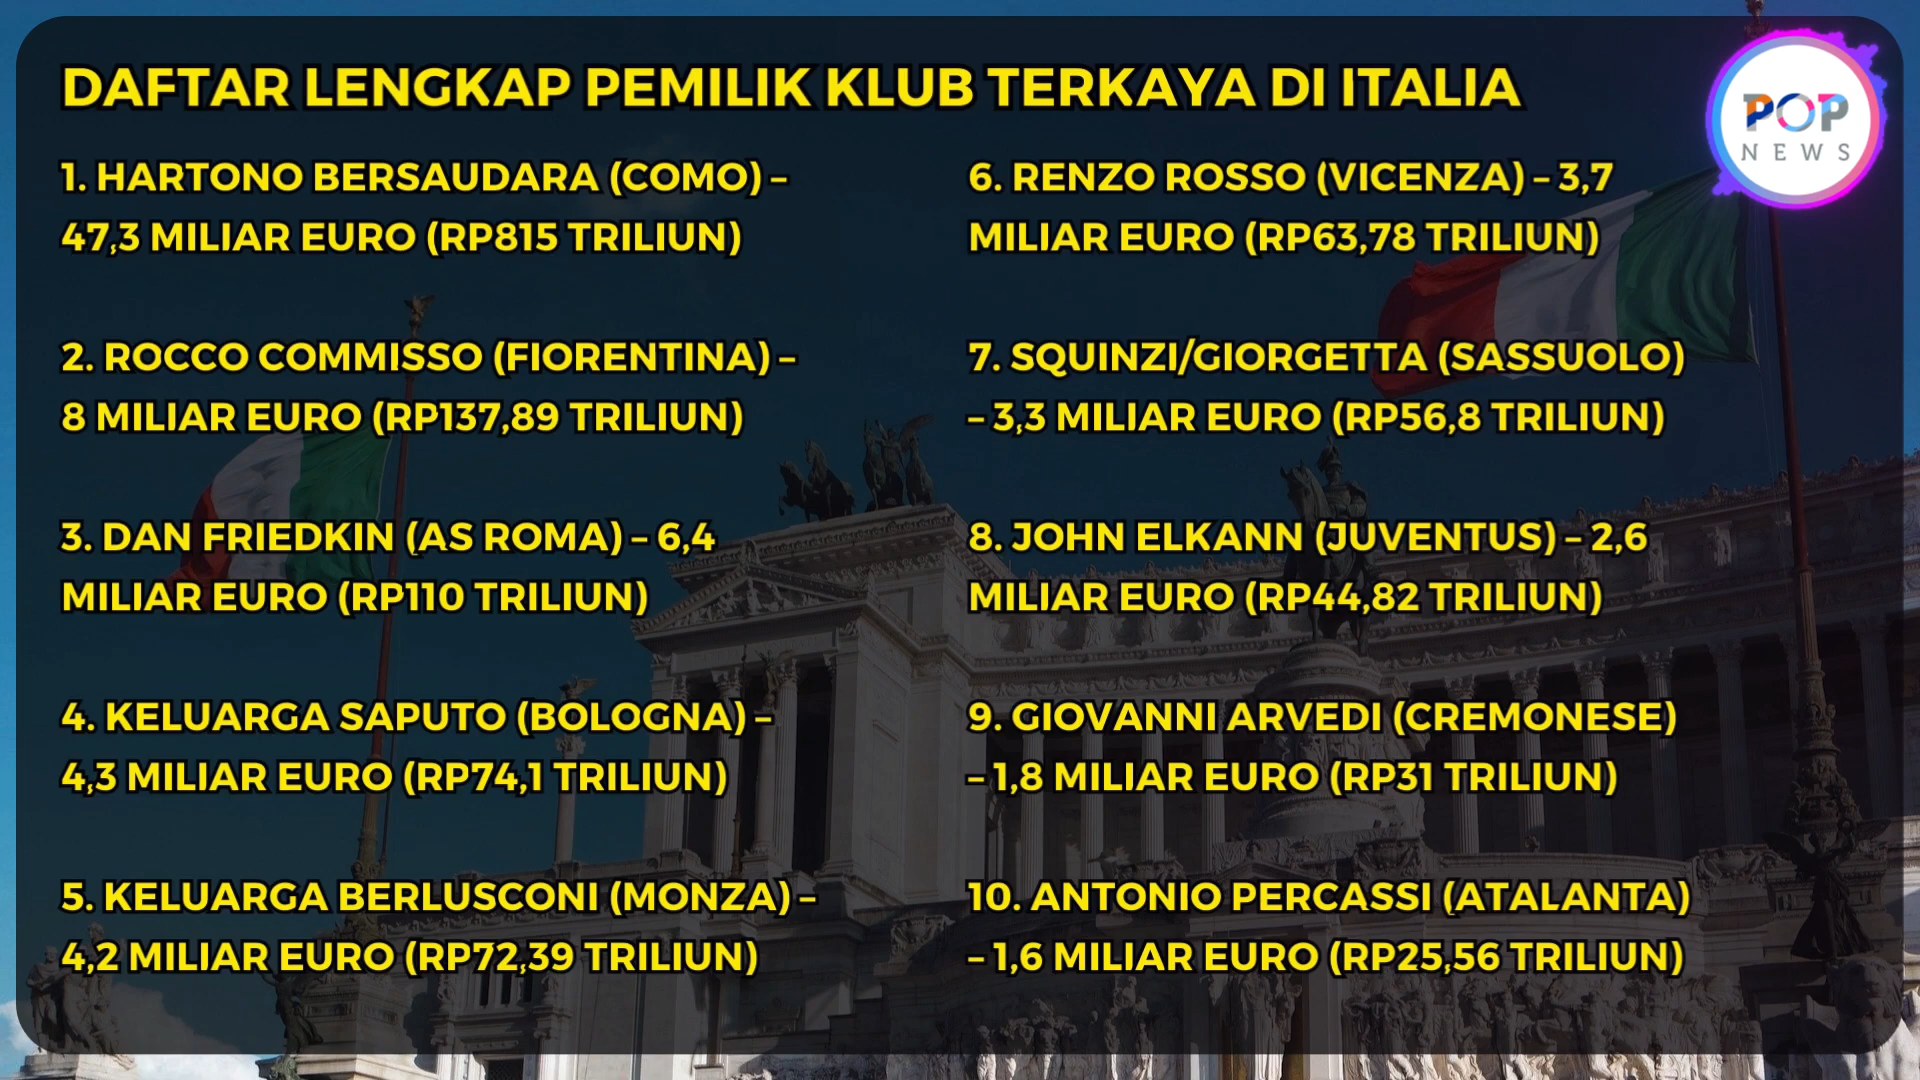 DAFTAR LENGKAP PEMILIK KLUB TERKAYA DI ITALIA
POP
NEWS
1. HARTONO BERSAUDARA (COMO) –
47,3 MILIAR EURO (RP815 TRILIUN)
2. ROCCO COMMISSO (FIORENTINA) –
8 MILIAR EURO (RP137,89 TRILIUN)
3. DAN FRIEDKIN (AS ROMA) – 6,4
MILIAR EURO (RP110 TRILIUN)
4. KELUARGA SAPUTO (BOLOGNA) –
4,3 MILIAR EURO (RP74,1 TRILIUN)
5. KELUARGA BERLUSCONI (MONZA) –
4,2 MILIAR EURO (RP72,39 TRILIUN)
6. RENZO ROSSO (VICENZA) – 3,7
MILIAR EURO (RP63,78 TRILIUN)
7. SQUINZI/GIORGETTA (SASSUOLO)
– 3,3 MILIAR EURO (RP56,8 TRILIUN)
8. JOHN ELKANN (JUVENTUS) – 2,6
MILIAR EURO (RP44,82 TRILIUN)
9. GIOVANNI ARVEDI (CREMONESE)
– 1,8 MILIAR EURO (RP31 TRILIUN)
10. ANTONIO PERCASSI (ATALANTA)
– 1,6 MILIAR EURO (RP25,56 TRILIUN)